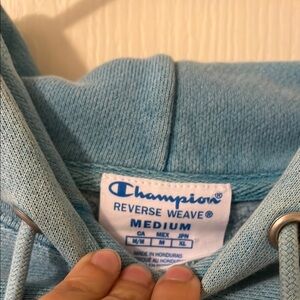 Champion®
REVERSE WEAVE®
MEDIUM
CA MEX JPN
M/M M XL
MADE IN HONDURAS